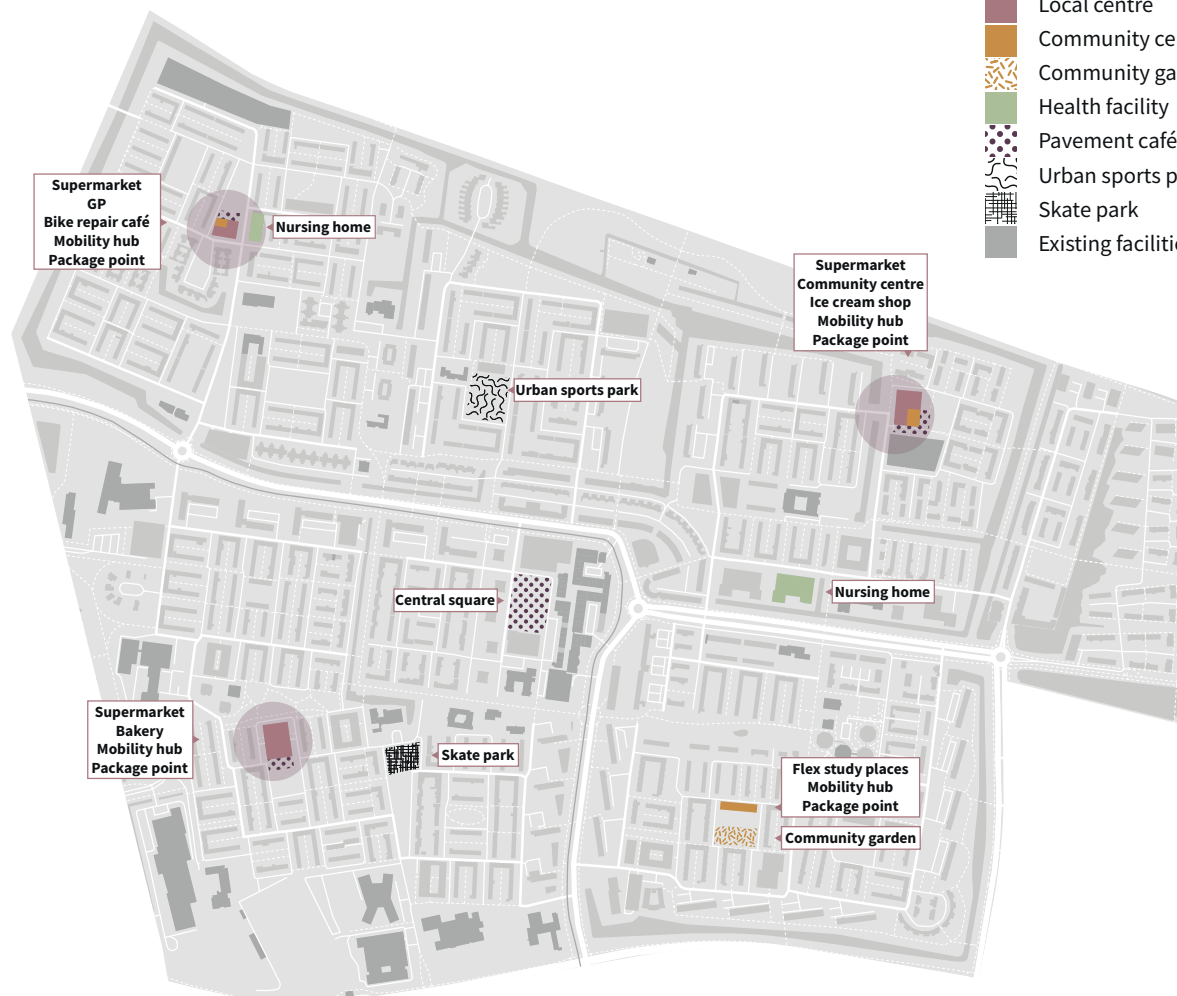 Local centre
Community ce
Community ga
Health facility
Pavement café
Urban sports p
Skate park
Existing faciliti
Supermarket
GP
Bike repair café
Mobility hub
Package point
Nursing home
Supermarket
Community centre
Ice cream shop
Mobility hub
Package point
Urban sports park
Central square
Nursing home
Supermarket
Bakery
Mobility hub
Package point
Skate park
Flex study places
Mobility hub
Package point
Community garden